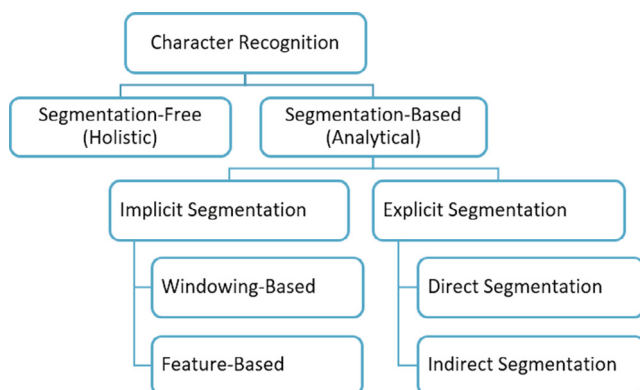 Character Recognition
Segmentation-Free
(Holistic)
Segmentation-Based
(Analytical)
Implicit Segmentation
Explicit Segmentation
Windowing-Based
Direct Segmentation
Feature-Based
Indirect Segmentation